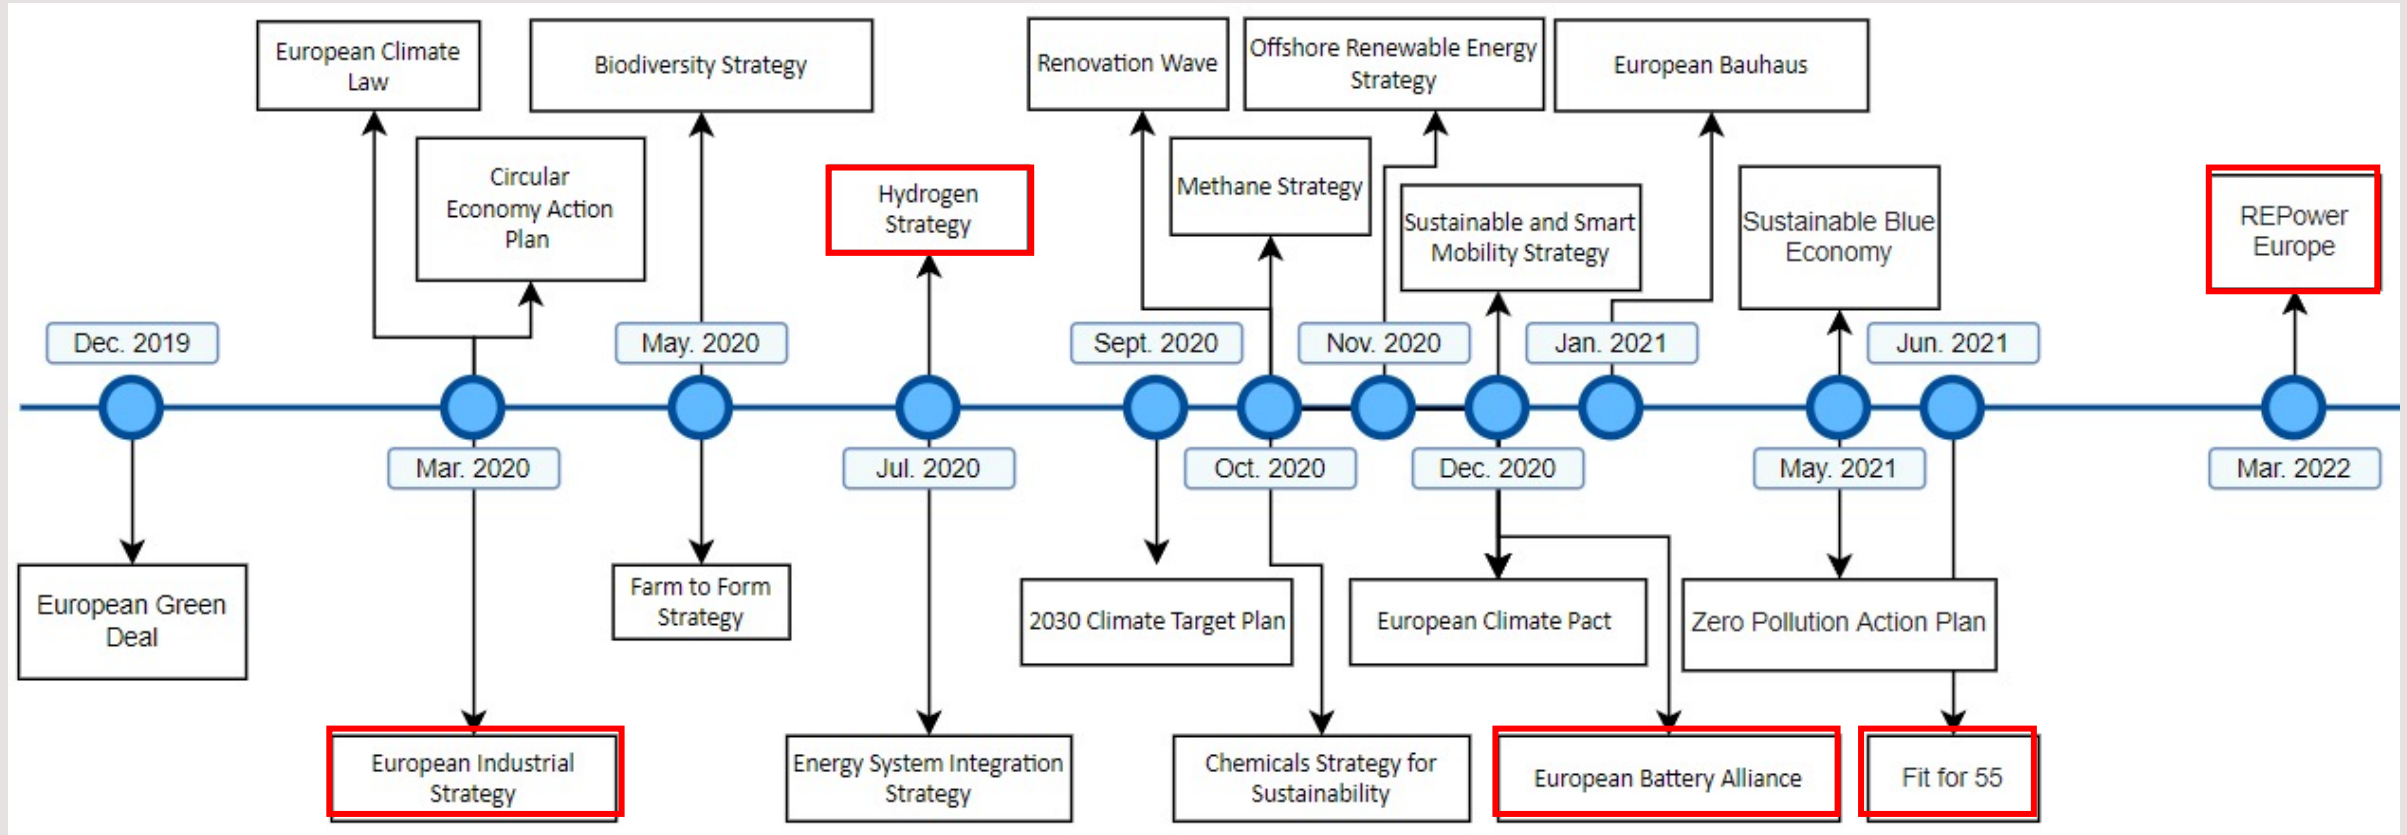 European Climate
Law
Biodiversity Strategy
Renovation Wave
Offshore Renewable Energy
Strategy
European Bauhaus
Circular
Economy Action
Plan
Hydrogen
Strategy
Methane Strategy
Sustainable and Smart
Mobility Strategy
Sustainable Blue
Economy
REPower
Europe
Dec. 2019
May. 2020
Sept. 2020
Nov. 2020
Jan. 2021
Jun. 2021
Mar. 2020
Jul. 2020
Oct. 2020
Dec. 2020
May. 2021
Mar. 2022
European Green
Deal
Farm to Form
Strategy
2030 Climate Target Plan
European Climate Pact
Zero Pollution Action Plan
European Industrial
Strategy
Energy System Integration
Strategy
Chemicals Strategy for
Sustainability
European Battery Alliance
Fit for 55